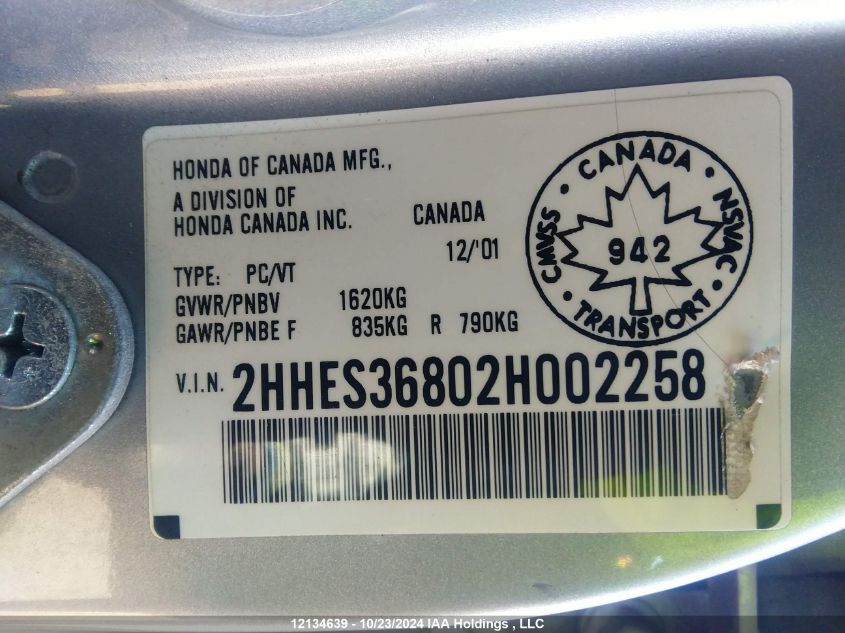 HONDA OF CANADA MFG.,
A DIVISION OF
HONDA CANADA INC. CANADA
12/'01
TYPE: PC/VT
GVWR/PNBV 1620KG
GAWR/PNBE F 835KG R 790KG
V.I.N. 2HHES36802H002258
• CANADA •
CMVSS 942 NSVAC
• TRANSPORT •
12134639 - 10/23/2024 IAA Holdings , LLC